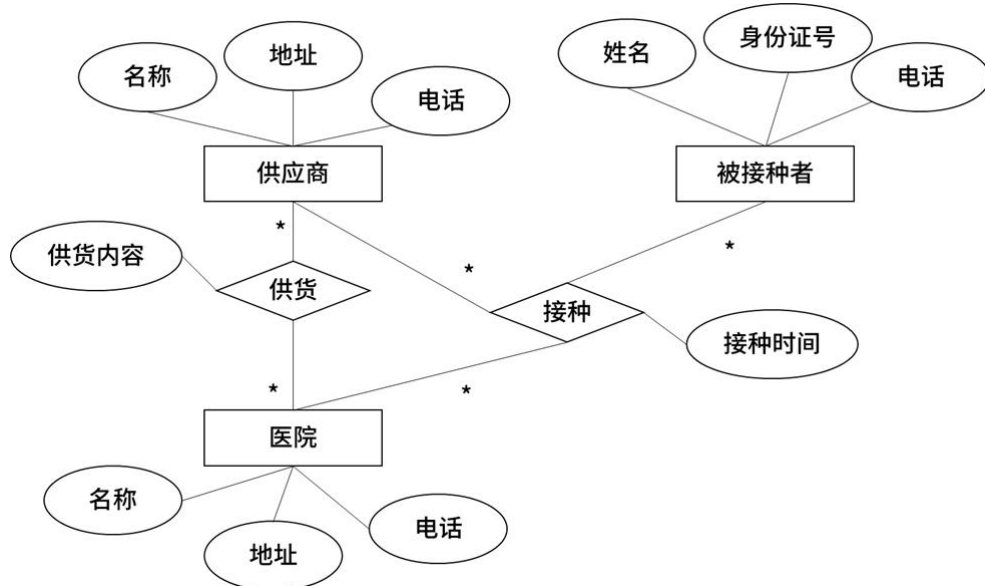 地址
名称
电话
供应商
姓名
身份证号
电话
被接种者
*
*
*
供货内容
供货
接种
接种时间
*
*
医院
名称
地址
电话